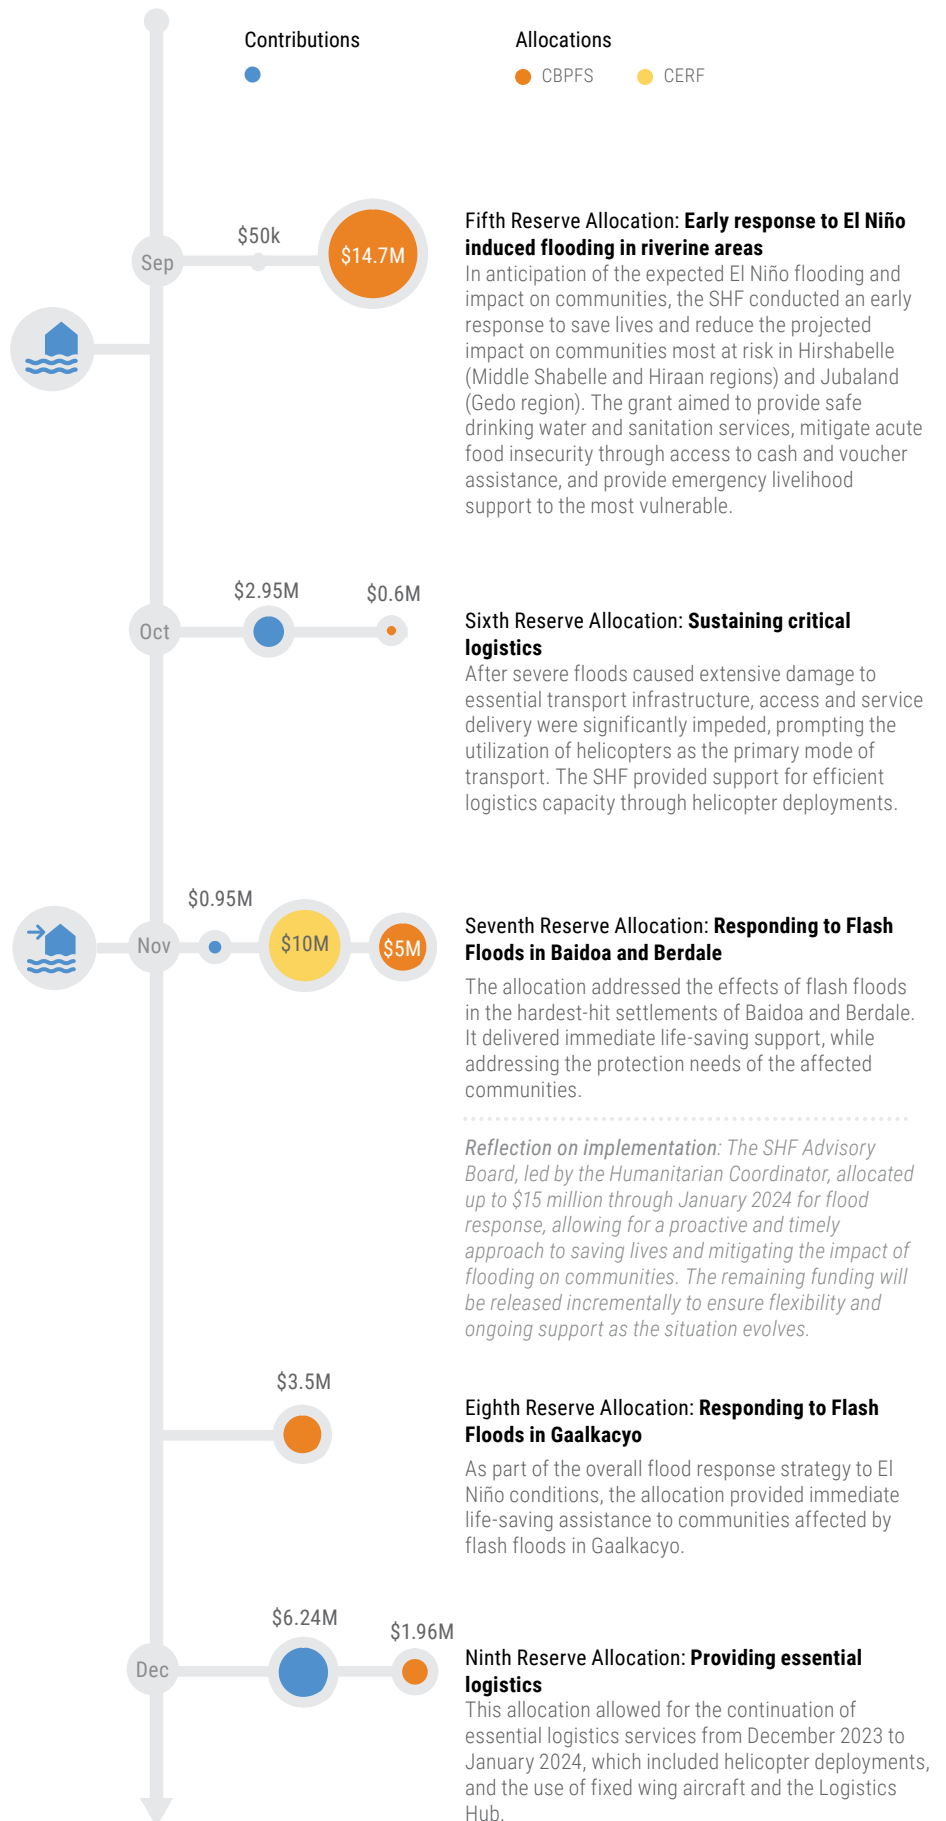 Contributions
Allocations
CBPFS
CERF
Sep
$50k
$14.7M
Fifth Reserve Allocation: Early response to El Niño
induced flooding in riverine areas
In anticipation of the expected El Niño flooding and
impact on communities, the SHF conducted an early
response to save lives and reduce the projected
impact on communities most at risk in Hirshabelle
(Middle Shabelle and Hiraan regions) and Jubaland
(Gedo region). The grant aimed to provide safe
drinking water and sanitation services, mitigate acute
food insecurity through access to cash and voucher
assistance, and provide emergency livelihood
support to the most vulnerable.
Oct
$2.95M
$0.6M
Sixth Reserve Allocation: Sustaining critical
logistics
After severe floods caused extensive damage to
essential transport infrastructure, access and service
delivery were significantly impeded, prompting the
utilization of helicopters as the primary mode of
transport. The SHF provided support for efficient
logistics capacity through helicopter deployments.
Nov
$0.95M
$10M
$5M
Seventh Reserve Allocation: Responding to Flash
Floods in Baidoa and Berdale
The allocation addressed the effects of flash floods
in the hardest-hit settlements of Baidoa and Berdale.
It delivered immediate life-saving support, while
addressing the protection needs of the affected
communities.
Reflection on implementation: The SHF Advisory
Board, led by the Humanitarian Coordinator, allocated
up to $15 million through January 2024 for flood
response, allowing for a proactive and timely
approach to saving lives and mitigating the impact of
flooding on communities. The remaining funding will
be released incrementally to ensure flexibility and
ongoing support as the situation evolves.
$3.5M
Eighth Reserve Allocation: Responding to Flash
Floods in Gaalkacyo
As part of the overall flood response strategy to El
Niño conditions, the allocation provided immediate
life-saving assistance to communities affected by
flash floods in Gaalkacyo.
Dec
$6.24M
$1.96M
Ninth Reserve Allocation: Providing essential
logistics
This allocation allowed for the continuation of
essential logistics services from December 2023 to
January 2024, which included helicopter deployments,
and the use of fixed wing aircraft and the Logistics
Hub.